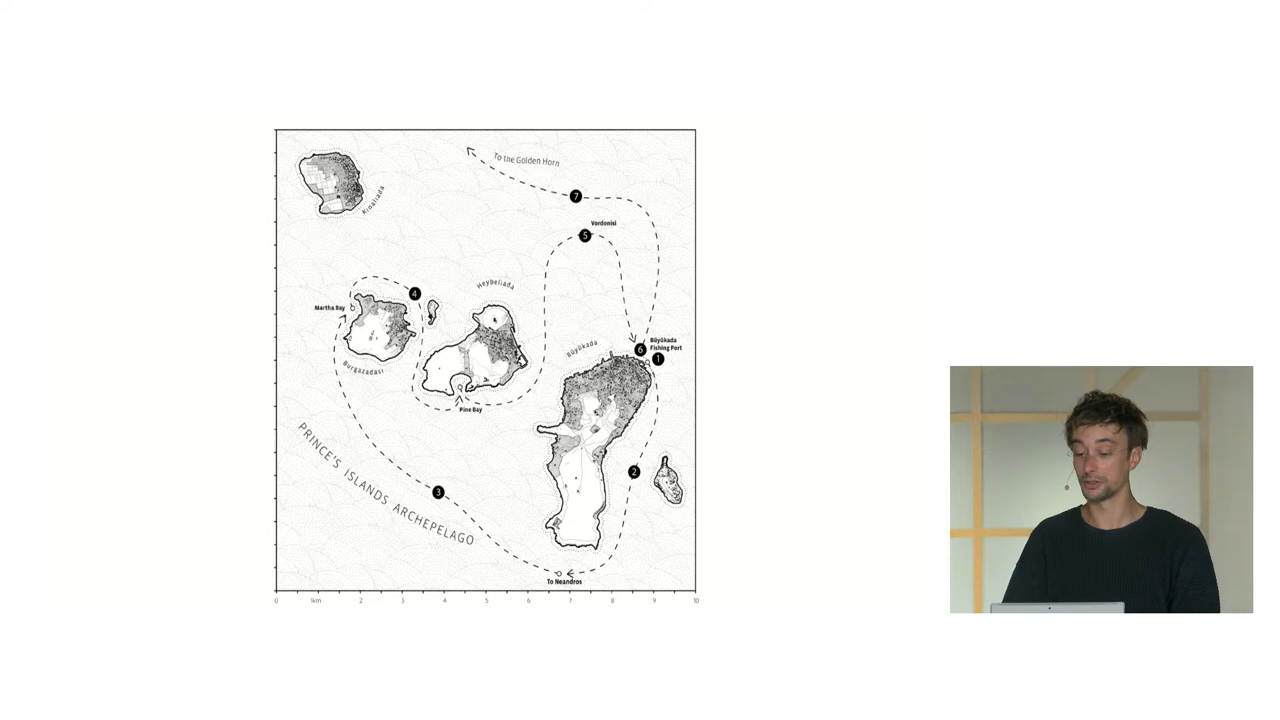 To the Golden Horn
7
Kınalıada
Vordonisi
5
Heybeliada
4
Martha Bay
Burgazadası
Büyükada
Büyükada
Fishing Port
6
1
Pine Bay
2
PRINCE'S ISLANDS ARCHEPELAGO
3
To Neandros
0 1km 2 3 4 5 6 7 8 9 10